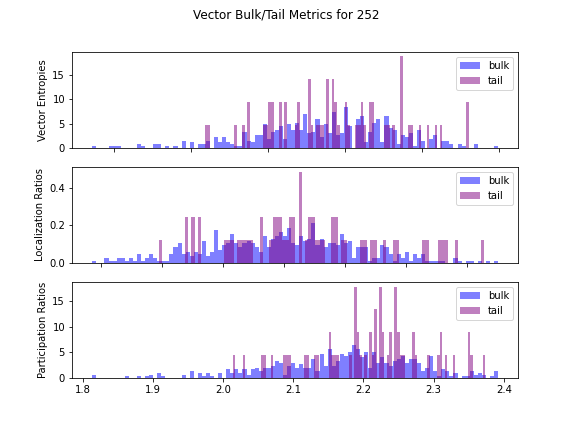 Vector Bulk/Tail Metrics for 252
Vector Entropies
15
10
5
0
bulk
tail
Localization Ratios
0.4
0.2
0.0
bulk
tail
Participation Ratios
15
10
5
0
bulk
tail
1.8 1.9 2.0 2.1 2.2 2.3 2.4